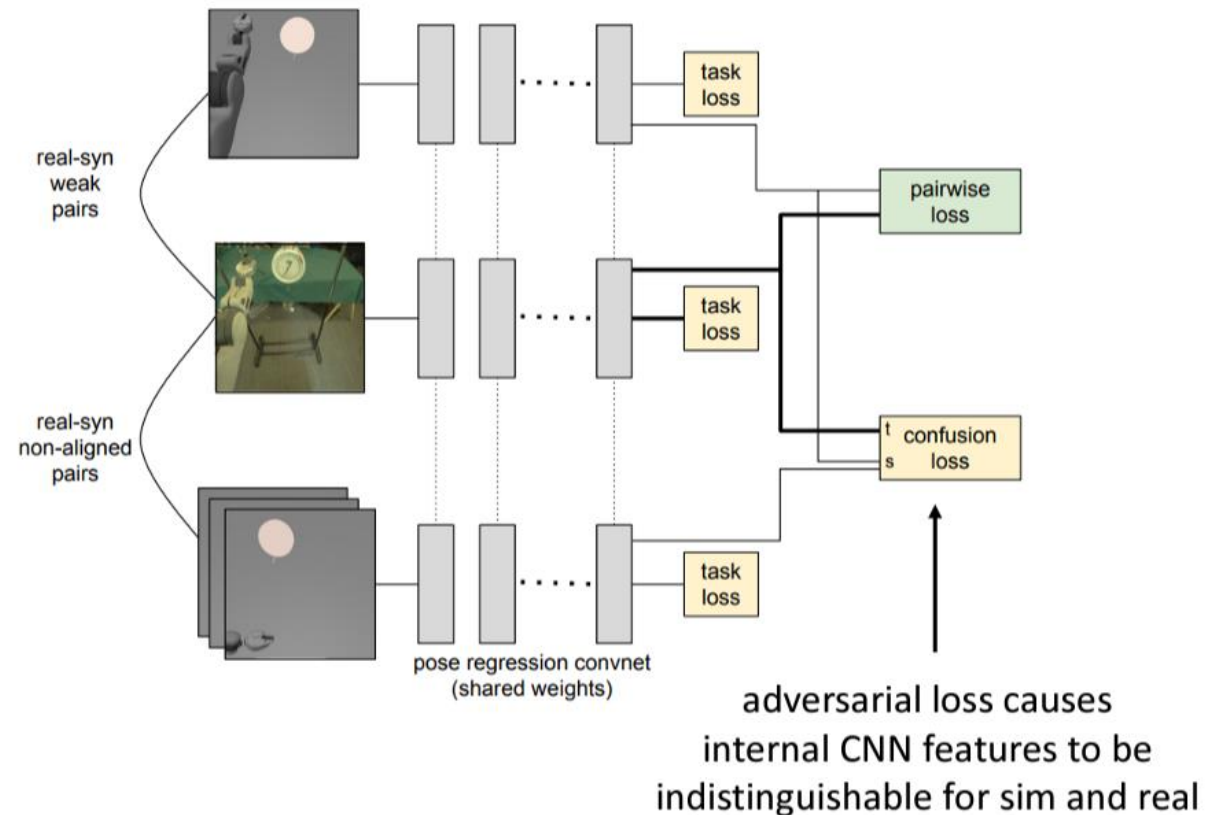 task
loss
real-syn
weak
pairs
pairwise
loss
task
loss
real-syn
non-aligned
pairs
t
s
confusion
loss
task
loss
pose regression convnet
(shared weights)
adversarial loss causes
internal CNN features to be
indistinguishable for sim and real